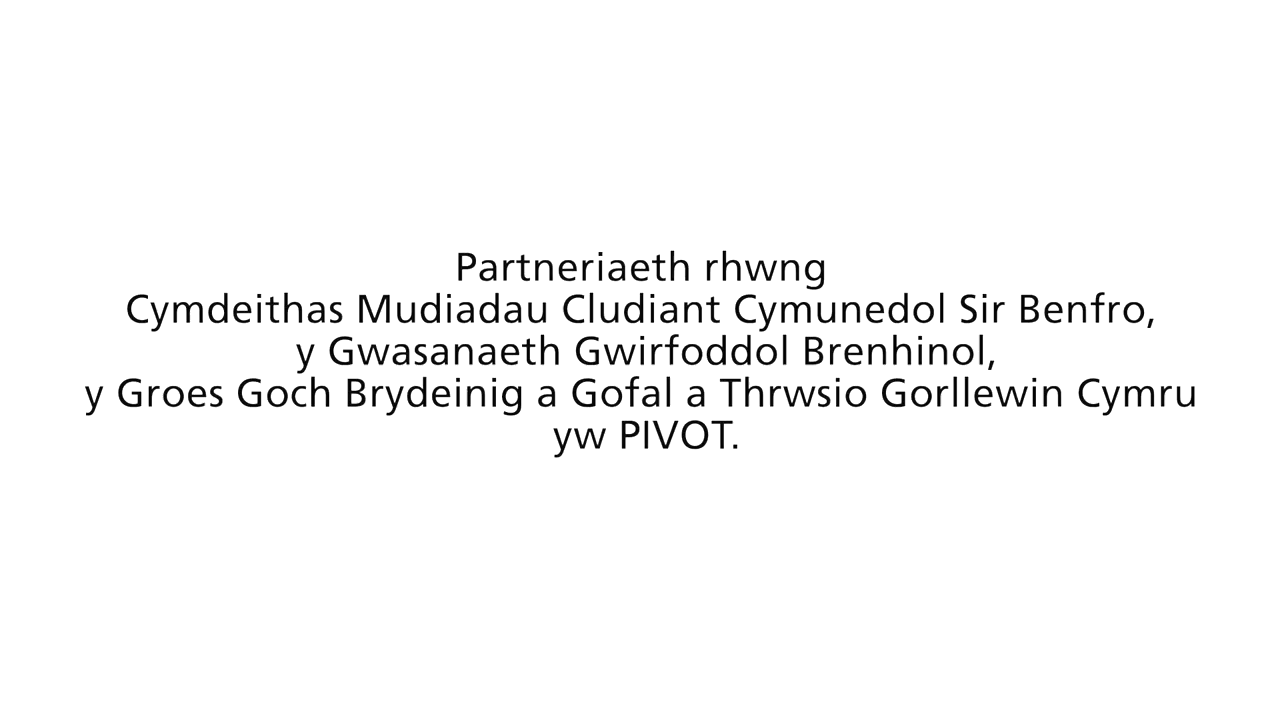 Partneriaeth rhwng
Cymdeithas Mudiadau Cludiant Cymunedol Sir Benfro,
y Gwasanaeth Gwirfoddol Brenhinol,
y Groes Goch Brydeinig a Gofal a Thrwsio Gorllewin Cymru
yw PIVOT.